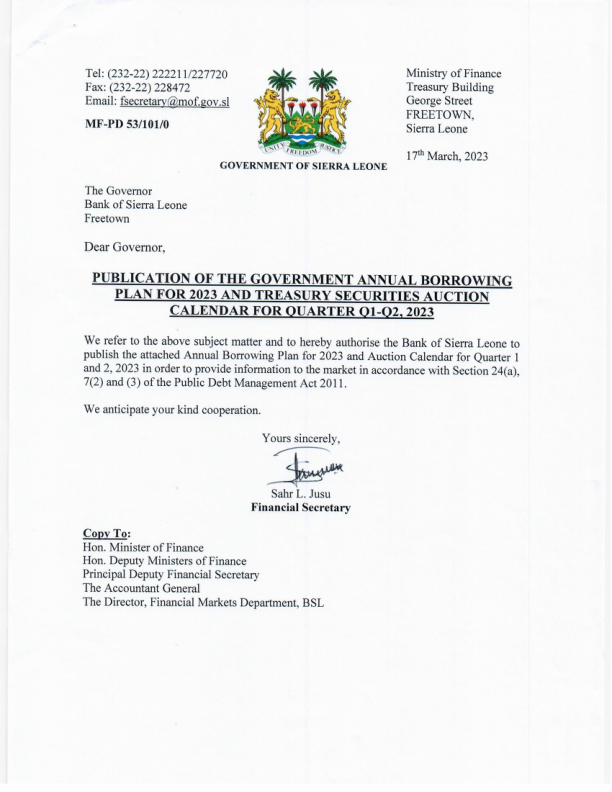 Tel: (232-22) 222211/227720
Fax: (232-22) 228472
Email: fsecretary@mof.gov.sl
MF-PD 53/101/0
UNITY FREEDOM JUSTICE
GOVERNMENT OF SIERRA LEONE
Ministry of Finance
Treasury Building
George Street
FREETOWN,
Sierra Leone
17th March, 2023
The Governor
Bank of Sierra Leone
Freetown
Dear Governor,
PUBLICATION OF THE GOVERNMENT ANNUAL BORROWING
PLAN FOR 2023 AND TREASURY SECURITIES AUCTION
CALENDAR FOR QUARTER Q1-Q2, 2023
We refer to the above subject matter and to hereby authorise the Bank of Sierra Leone to
publish the attached Annual Borrowing Plan for 2023 and Auction Calendar for Quarter 1
and 2, 2023 in order to provide information to the market in accordance with Section 24(a),
7(2) and (3) of the Public Debt Management Act 2011.
We anticipate your kind cooperation.
Yours sincerely,
Sahr L. Jusu
Financial Secretary
Copy To:
Hon. Minister of Finance
Hon. Deputy Ministers of Finance
Principal Deputy Financial Secretary
The Accountant General
The Director, Financial Markets Department, BSL